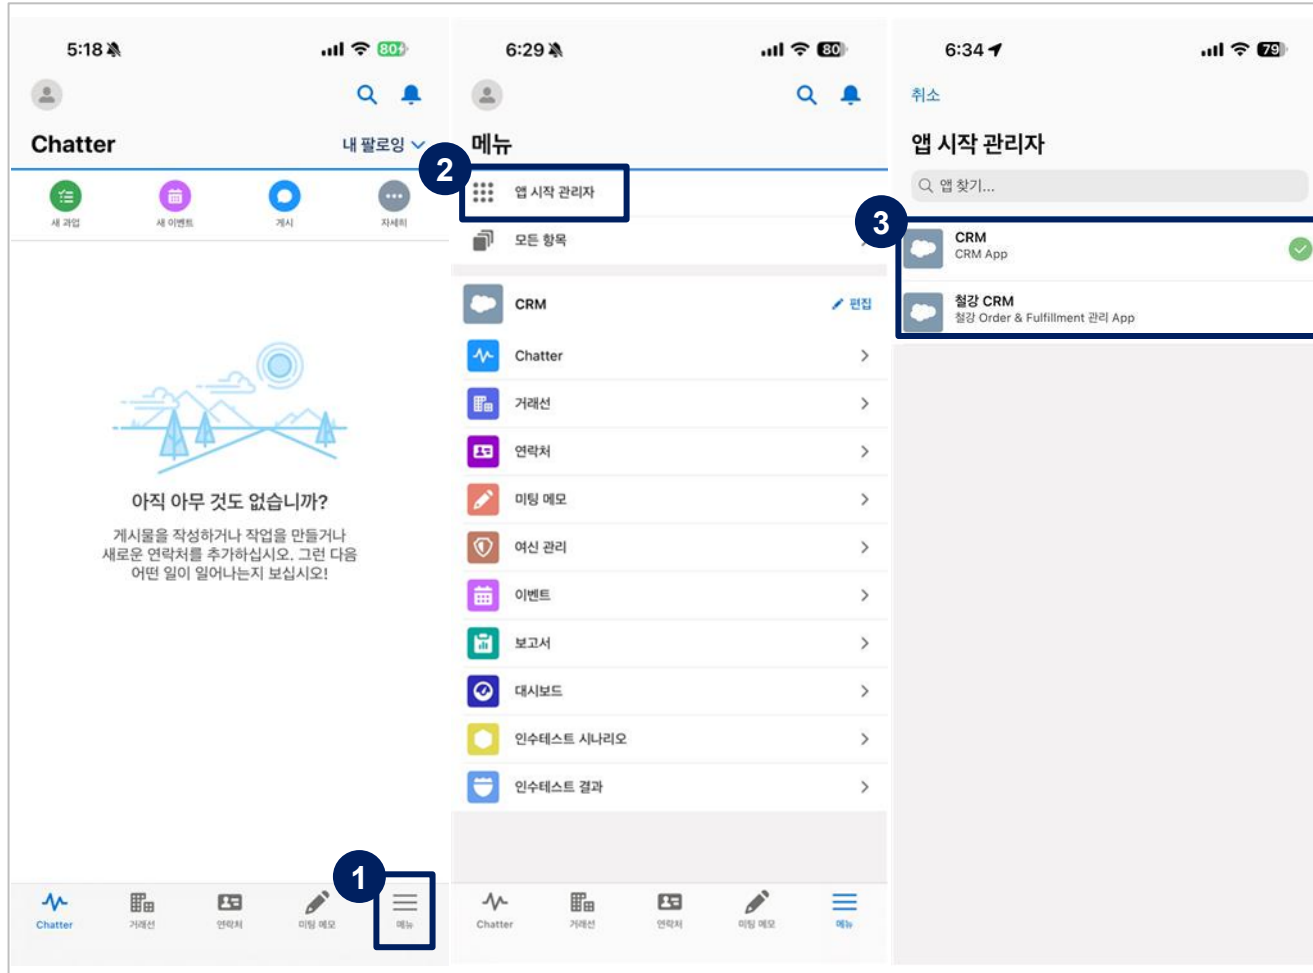 5:18
80
Chatter
내 팔로잉
새 과업
새 이벤트
게시
자세히
아직 아무 것도 없습니까?
게시물을 작성하거나 작업을 만들거나
새로운 연락처를 추가하십시오. 그런 다음
어떤 일이 일어나는지 보십시오!
1
Chatter
거래선
연락처
미팅 메모
메뉴
6:29
80
메뉴
2
앱 시작 관리자
모든 항목
CRM
편집
Chatter
거래선
연락처
미팅 메모
여신 관리
이벤트
보고서
대시보드
인수테스트 시나리오
인수테스트 결과
Chatter
거래선
연락처
미팅 메모
메뉴
6:34
79
취소
앱 시작 관리자
앱 찾기...
3
CRM
CRM App
철강 CRM
철강 Order & Fulfillment 관리 App